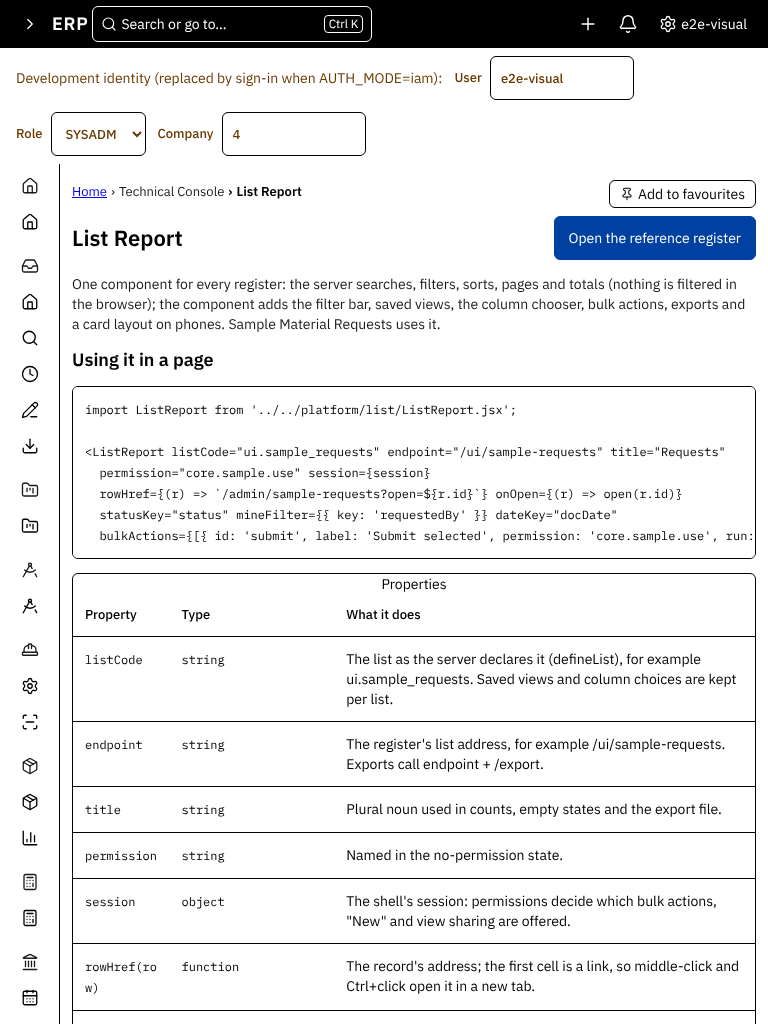 ERP
Search or go to...
Ctrl K
e2e-visual
Development identity (replaced by sign-in when AUTH_MODE=iam):
User
e2e-visual
Role
SYSADM
Company
4
Home › Technical Console › List Report
Add to favourites
List Report
Open the reference register
One component for every register: the server searches, filters, sorts, pages and totals (nothing is filtered in
the browser); the component adds the filter bar, saved views, the column chooser, bulk actions, exports and
a card layout on phones. Sample Material Requests uses it.
Using it in a page
import ListReport from '../../platform/list/ListReport.jsx';
<ListReport listCode="ui.sample_requests" endpoint="/ui/sample-requests" title="Requests"
permission="core.sample.use" session={session}
rowHref={(r) => `/admin/sample-requests?open=${r.id}`} onOpen={(r) => open(r.id)}
statusKey="status" mineFilter={{ key: 'requestedBy' }} dateKey="docDate"
bulkActions={[{ id: 'submit', label: 'Submit selected', permission: 'core.sample.use', run:
Properties
Property Type What it does
listCode string The list as the server declares it (defineList), for example
ui.sample_requests. Saved views and column choices are kept
per list.
endpoint string The register's list address, for example /ui/sample-requests.
Exports call endpoint + /export.
title string Plural noun used in counts, empty states and the export file.
permission string Named in the no-permission state.
session object The shell's session: permissions decide which bulk actions,
"New" and view sharing are offered.
rowHref(ro function The record's address; the first cell is a link, so middle-click and
w) Ctrl+click open it in a new tab.